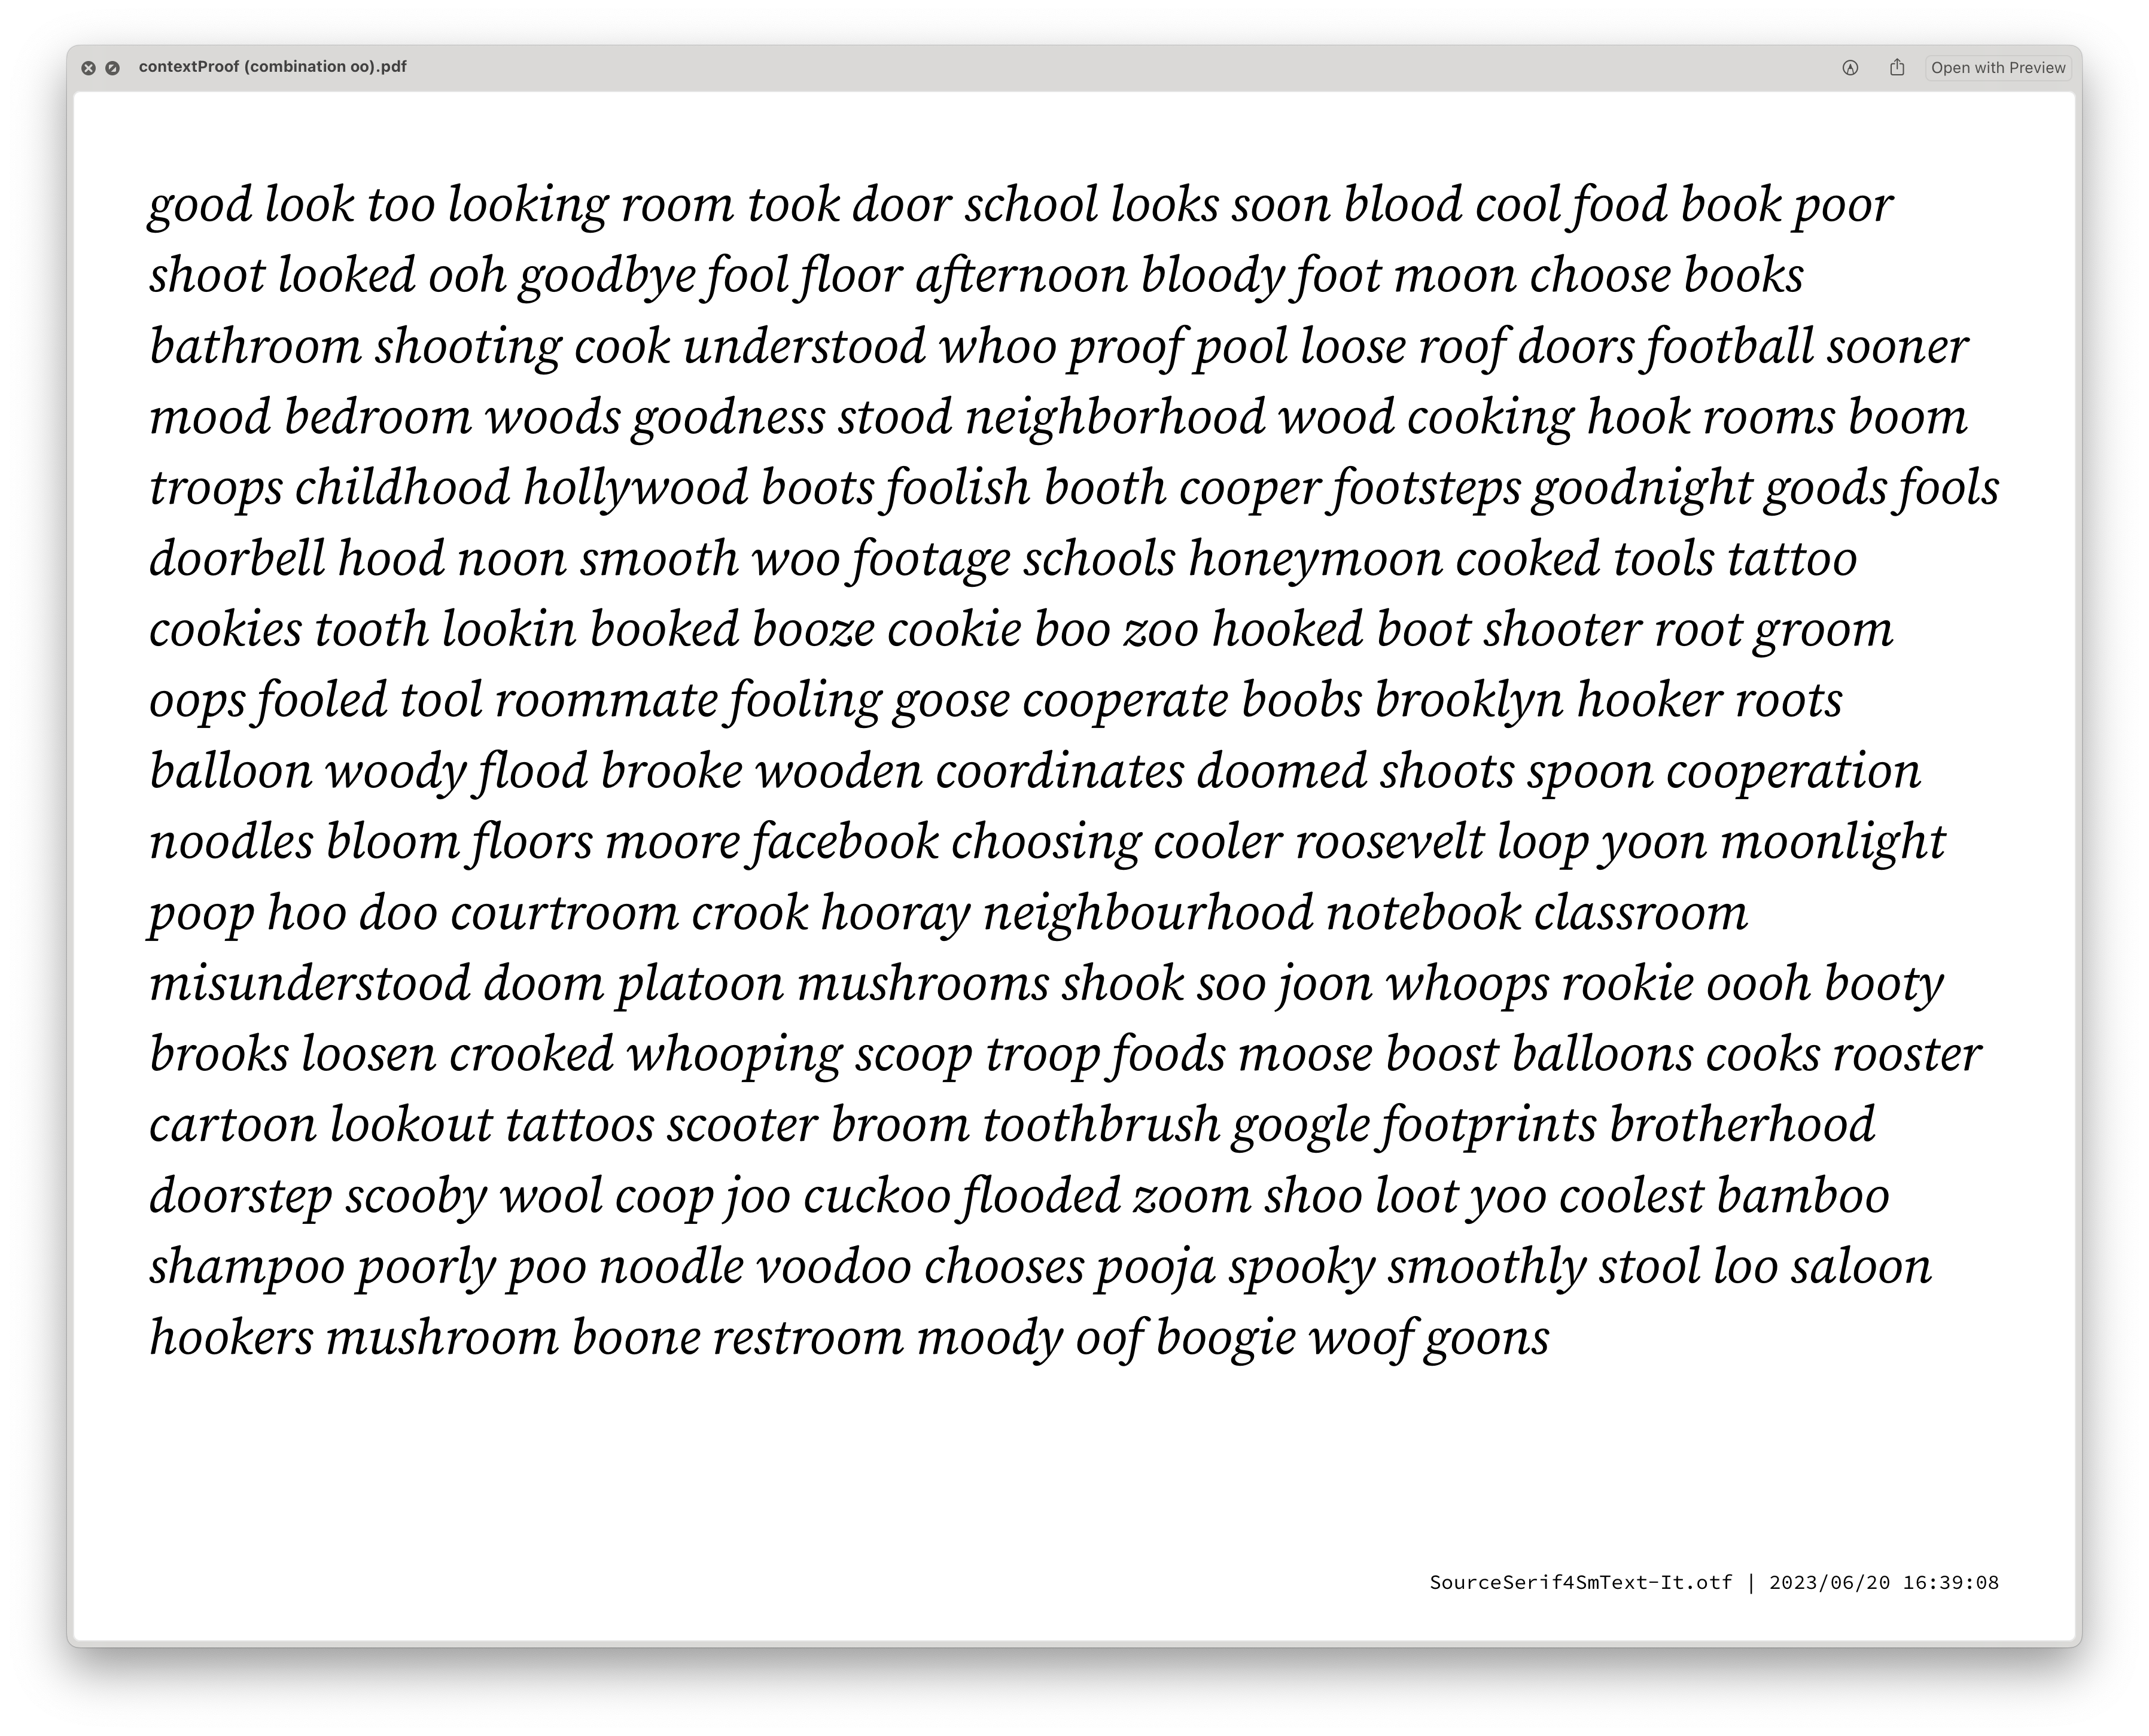 contextProof (combination oo).pdf
Open with Preview
good look too looking room took door school looks soon blood cool food book poor
shoot looked ooh goodbye fool floor afternoon bloody foot moon choose books
bathroom shooting cook understood whoo proof pool loose roof doors football sooner
mood bedroom woods goodness stood neighborhood wood cooking hook rooms boom
troops childhood hollywood boots foolish booth cooper footsteps goodnight goods fools
doorbell hood noon smooth woo footage schools honeymoon cooked tools tattoo
cookies tooth lookin booked booze cookie boo zoo hooked boot shooter root groom
oops fooled tool roommate fooling goose cooperate boobs brooklyn hooker roots
balloon woody flood brooke wooden coordinates doomed shoots spoon cooperation
noodles bloom floors moore facebook choosing cooler roosevelt loop yoon moonlight
poop hoo doo courtroom crook hooray neighbourhood notebook classroom
misunderstood doom platoon mushrooms shook soo joon whoops rookie oooh booty
brooks loosen crooked whooping scoop troop foods moose boost balloons cooks rooster
cartoon lookout tattoos scooter broom toothbrush google footprints brotherhood
doorstep scooby wool coop joo cuckoo flooded zoom shoo loot yoo coolest bamboo
shampoo poorly poo noodle voodoo chooses pooja spooky smoothly stool loo saloon
hookers mushroom boone restroom moody oof boogie woof goons
SourceSerif4SmText-It.otf | 2023/06/20 16:39:08